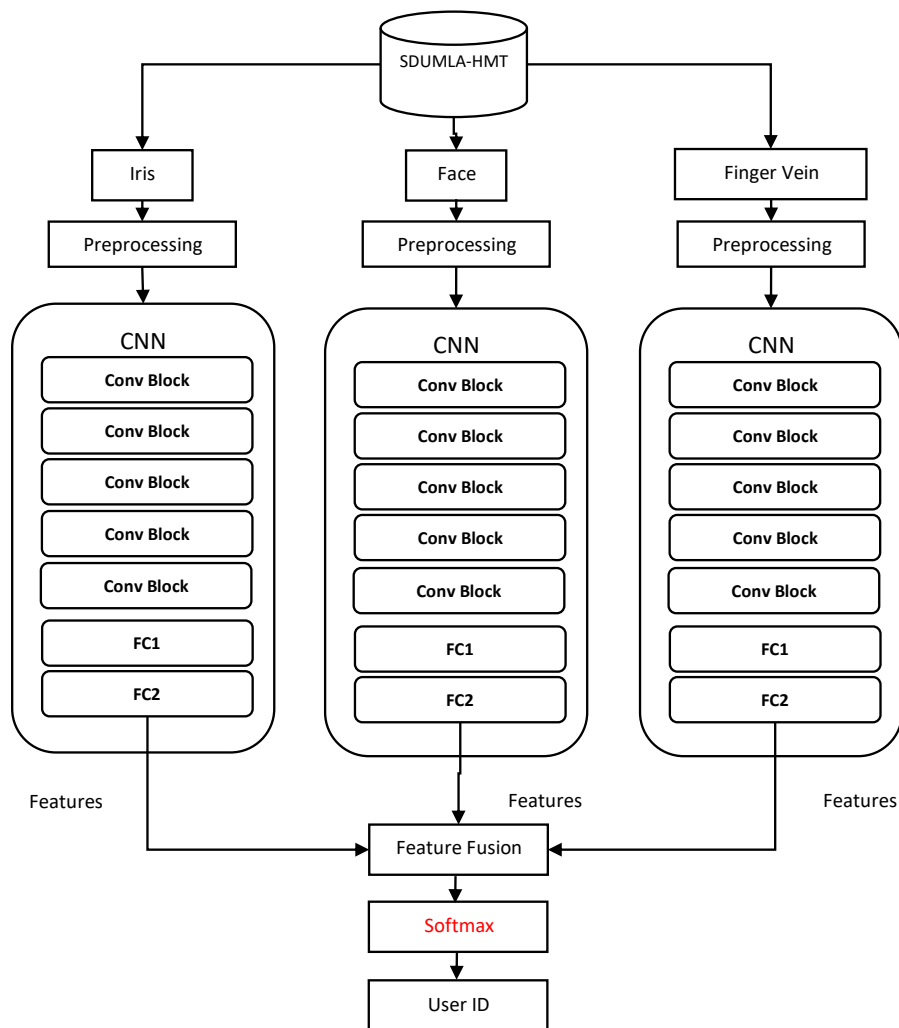 SDUMLA-HMT
Iris
Face
Finger Vein
Preprocessing
Preprocessing
Preprocessing
CNN
Conv Block
Conv Block
Conv Block
Conv Block
Conv Block
FC1
FC2
CNN
Conv Block
Conv Block
Conv Block
Conv Block
Conv Block
FC1
FC2
CNN
Conv Block
Conv Block
Conv Block
Conv Block
Conv Block
FC1
FC2
Features
Features
Features
Feature Fusion
Softmax
User ID